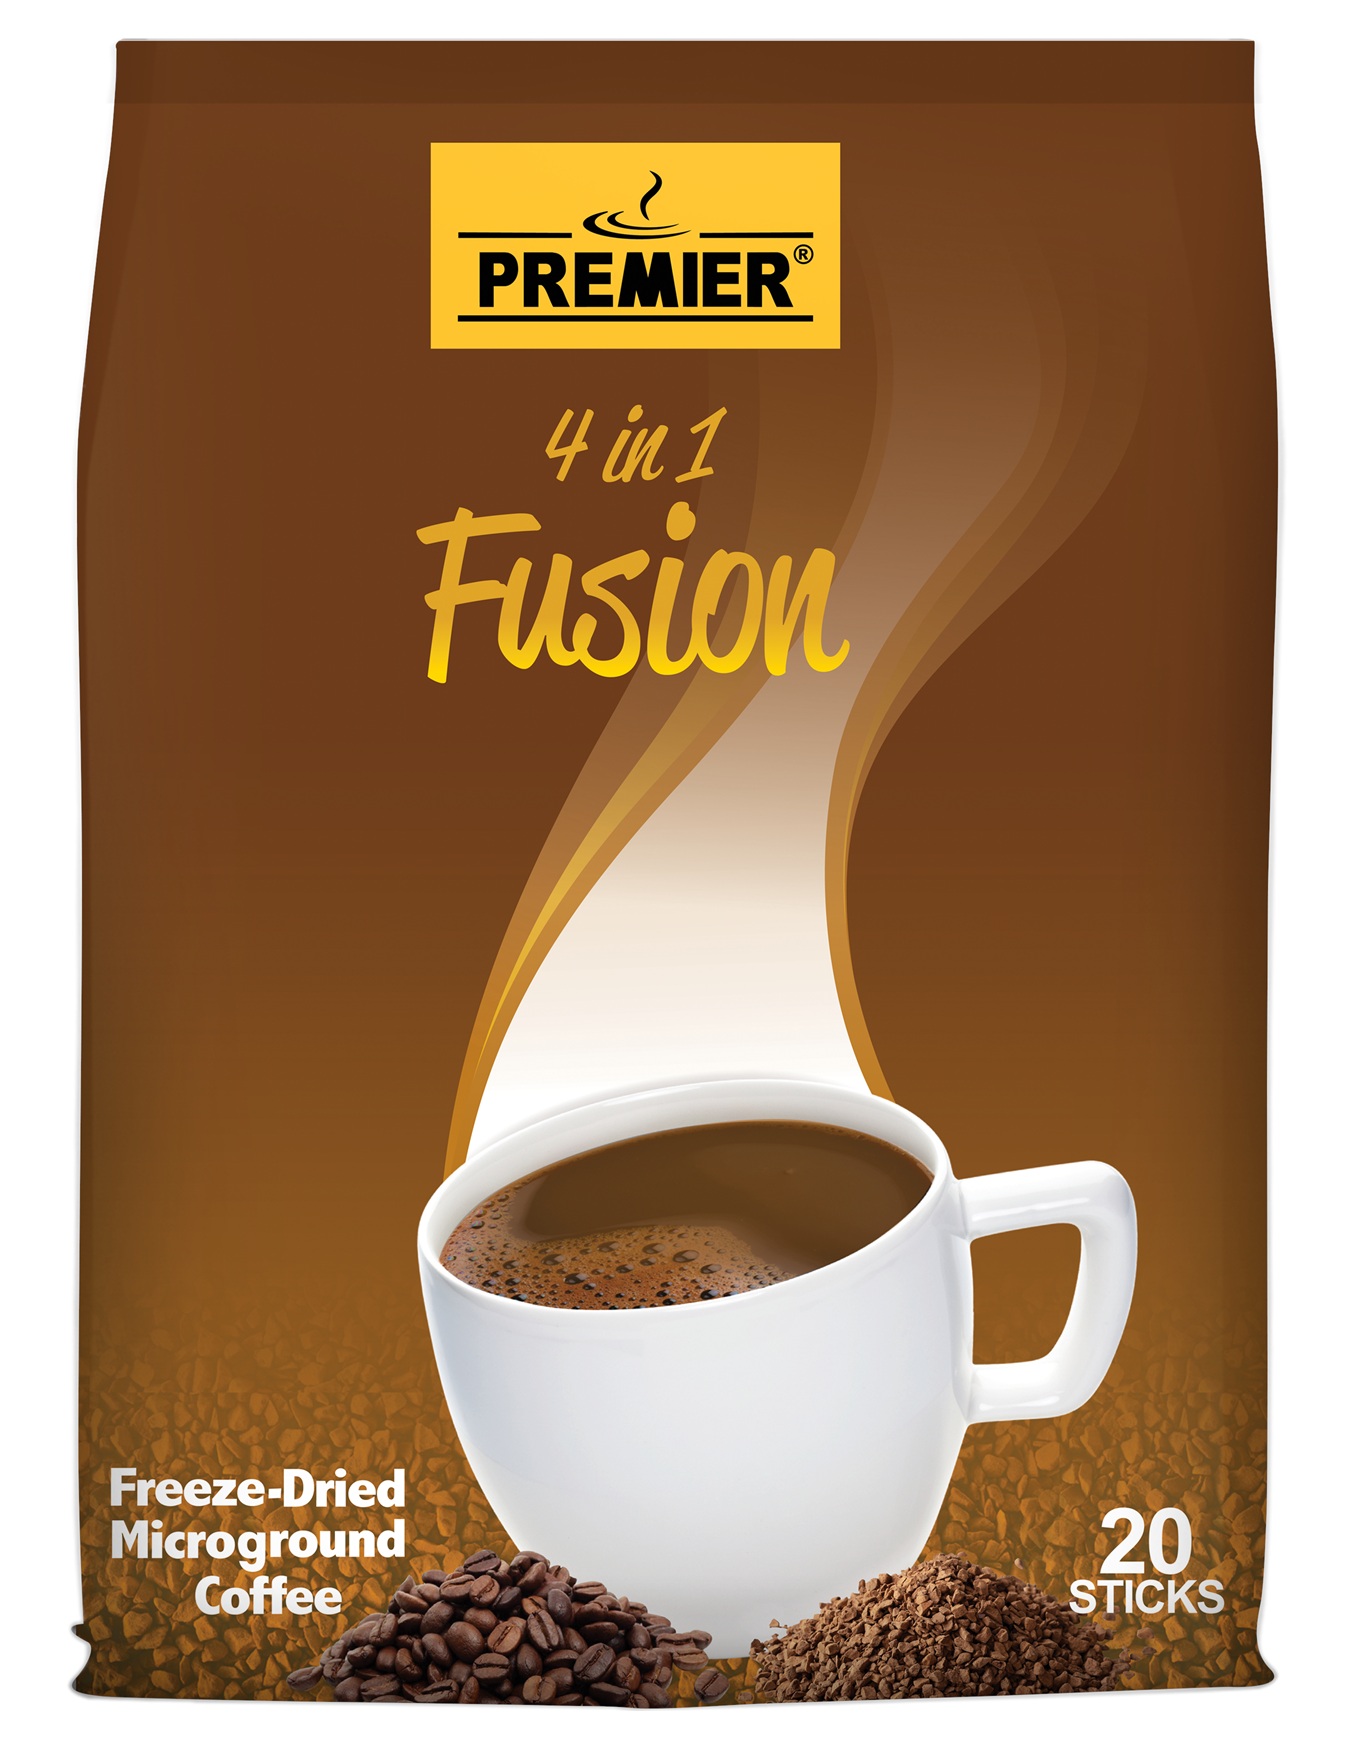 PREMIER®
4 in 1
Fusion
Freeze-Dried
Microground
Coffee
20
STICKS